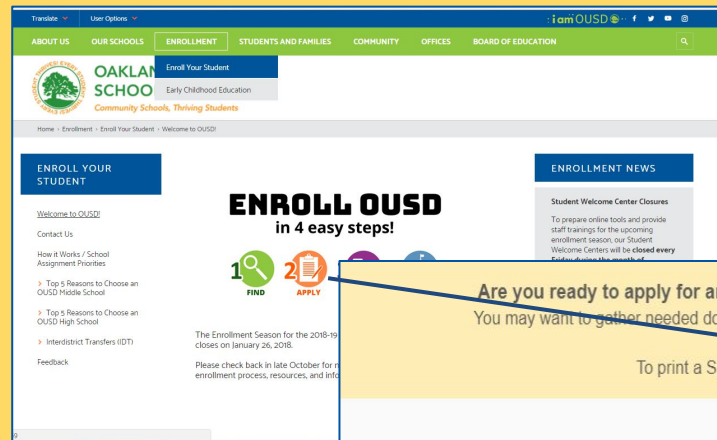 Translate User Options
i am OUSD
ABOUT US OUR SCHOOLS ENROLLMENT STUDENTS AND FAMILIES COMMUNITY OFFICES BOARD OF EDUCATION
Enroll Your Student
Early Childhood Education
OAKLAN
SCHOO
Community Schools, Thriving Students
Home › Enrollment › Enroll Your Student › Welcome to OUSD!
ENROLL YOUR
STUDENT
Welcome to OUSD!
Contact Us
How it Works / School
Assignment Priorities
> Top 5 Reasons to Choose an
OUSD Middle School
> Top 5 Reasons to Choose an
OUSD High School
> Interdistrict Transfers (IDT)
Feedback
ENROLL OUSD
in 4 easy steps!
1 2
FIND APPLY
The Enrollment Season for the 2018-19
closes on January 26, 2018.
Please check back in late October for
enrollment process, resources, and info
ENROLLMENT NEWS
Student Welcome Center Closures
To prepare online tools and provide
staff trainings for the upcoming
enrollment season, our Student
Welcome Centers will be closed every
Friday during the month of
Are you ready to apply for
You may want to gather needed
To print a S